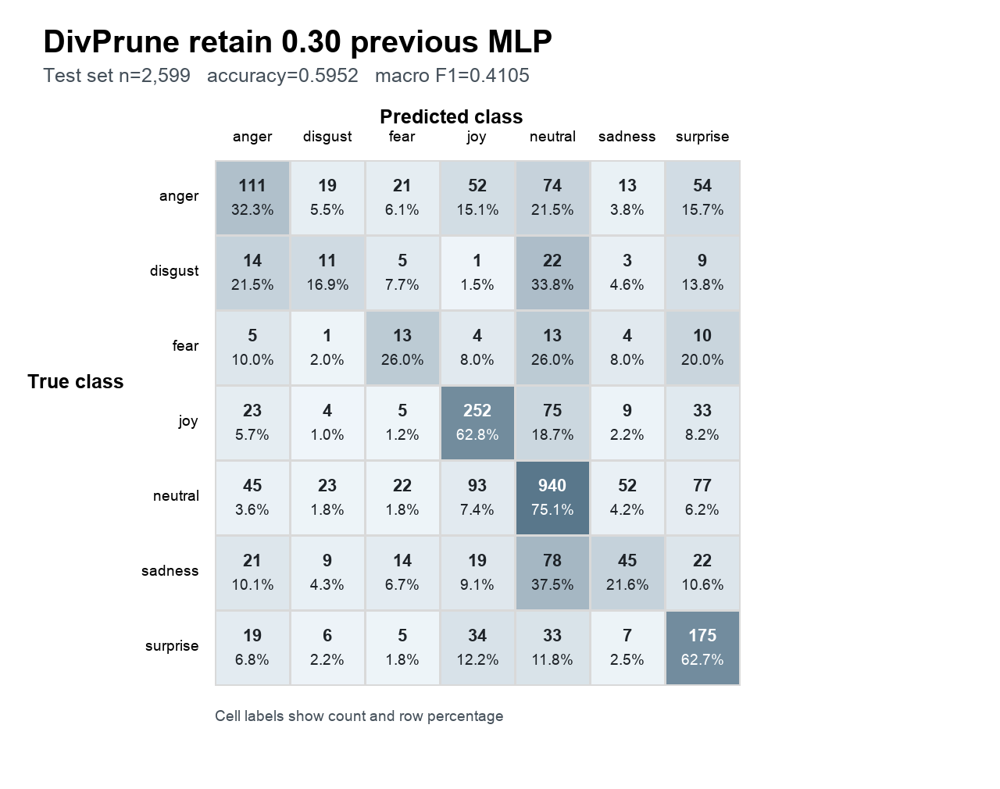 DivPrune retain 0.30 previous MLP
Test set n=2,599 accuracy=0.5952 macro F1=0.4105
Predicted class
anger disgust fear joy neutral sadness surprise
anger 111 19 21 52 74 13 54
32.3% 5.5% 6.1% 15.1% 21.5% 3.8% 15.7%
disgust 14 11 5 1 22 3 9
21.5% 16.9% 7.7% 1.5% 33.8% 4.6% 13.8%
fear 5 1 13 4 13 4 10
10.0% 2.0% 26.0% 8.0% 26.0% 8.0% 20.0%
True class
joy 23 4 5 252 75 9 33
5.7% 1.0% 1.2% 62.8% 18.7% 2.2% 8.2%
neutral 45 23 22 93 940 52 77
3.6% 1.8% 1.8% 7.4% 75.1% 4.2% 6.2%
sadness 21 9 14 19 78 45 22
10.1% 4.3% 6.7% 9.1% 37.5% 21.6% 10.6%
surprise 19 6 5 34 33 7 175
6.8% 2.2% 1.8% 12.2% 11.8% 2.5% 62.7%
Cell labels show count and row percentage